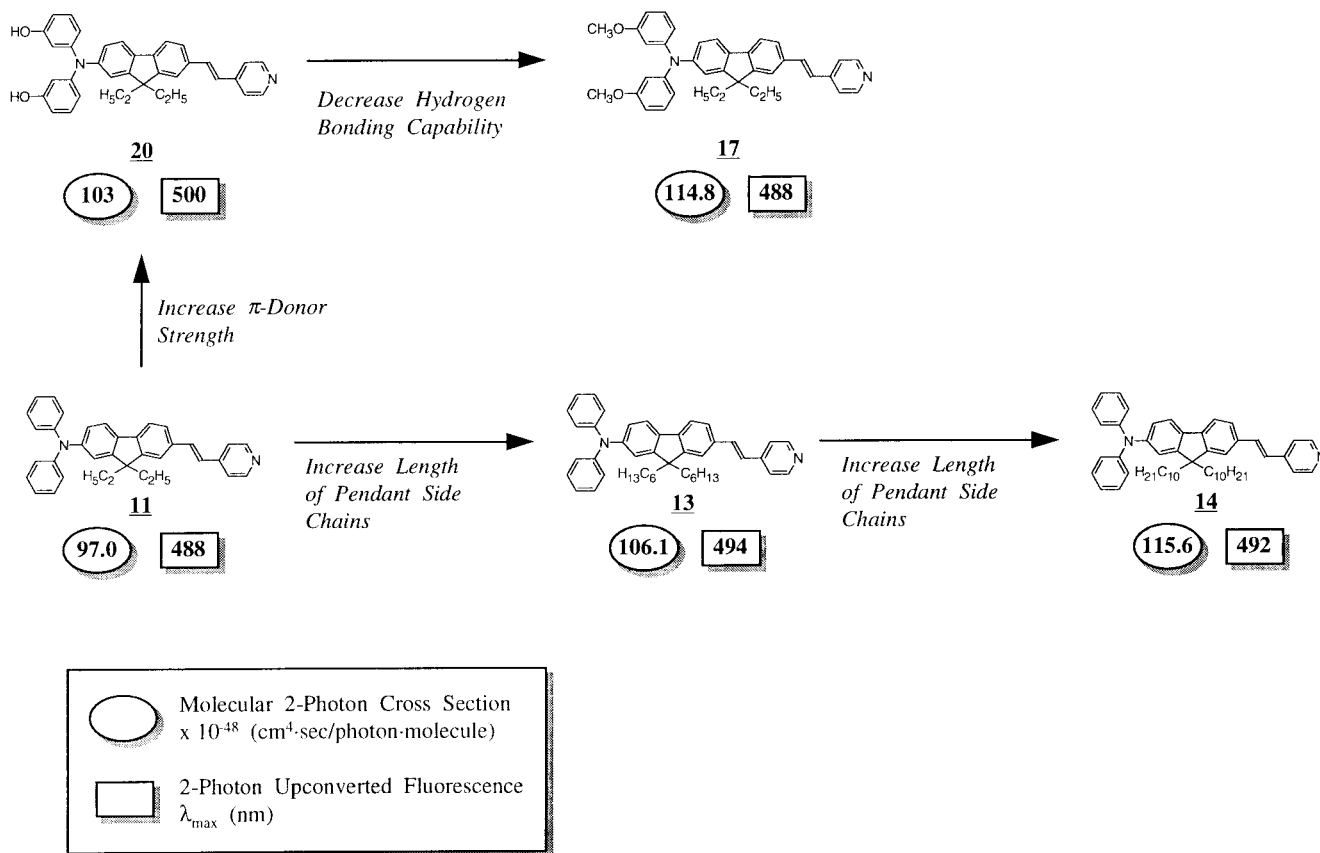 HO
N
HO
H5C2 C2H5
N
20
103 500
Decrease Hydrogen
Bonding Capability
CH3O
N
CH3O
H5C2 C2H5
N
17
114.8 488
Increase π-Donor
Strength
N
H5C2 C2H5
N
11
97.0 488
Increase Length
of Pendant Side
Chains
N
H13C6 C6H13
N
13
106.1 494
Increase Length
of Pendant Side
Chains
N
H21C10 C10H21
N
14
115.6 492
Molecular 2-Photon Cross Section
x 10-48 (cm4·sec/photon·molecule)
2-Photon Upconverted Fluorescence
λmax (nm)